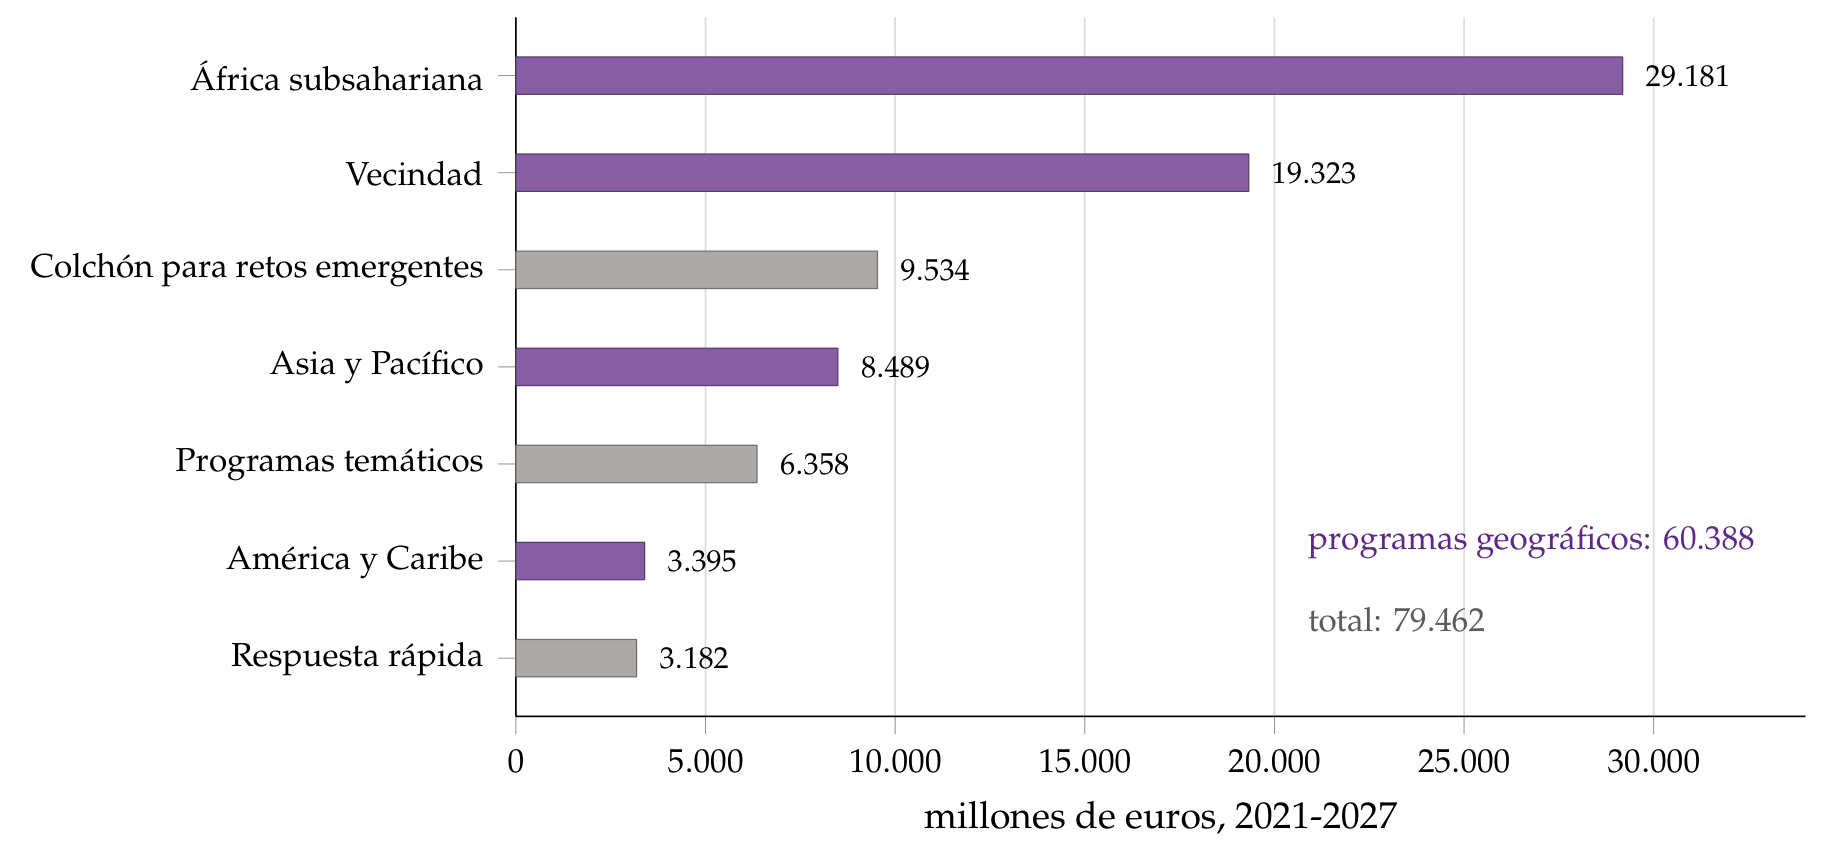 África subsahariana 29.181
Vecindad 19.323
Colchón para retos emergentes 9.534
Asia y Pacífico 8.489
Programas temáticos 6.358
programas geográficos: 60.388
América y Caribe 3.395
total: 79.462
Respuesta rápida 3.182
0 5.000 10.000 15.000 20.000 25.000 30.000
millones de euros, 2021-2027